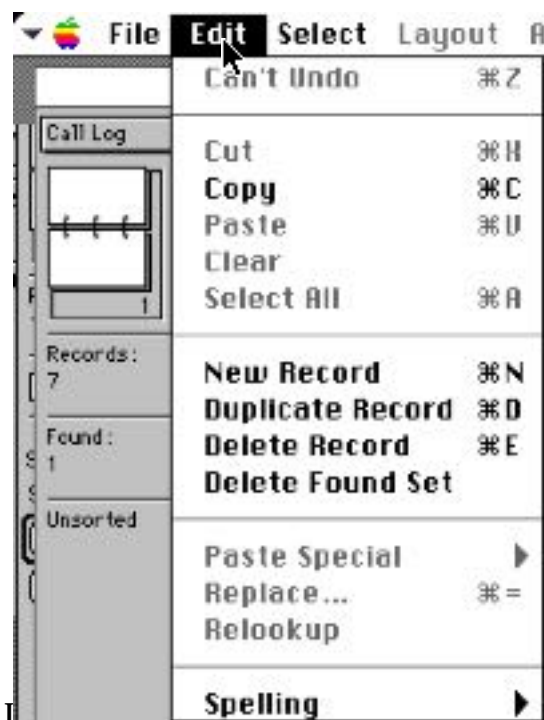 File Edit Select Layout
Can't Undo ⌘Z
Call Log
Cut ⌘X
Copy ⌘C
Paste ⌘V
Clear
Select All ⌘A
1
Records:
7
New Record ⌘N
Duplicate Record ⌘D
Delete Record ⌘E
Delete Found Set
Found:
1
Unsorted
Paste Special
Replace... ⌘=
Relookup
Spelling